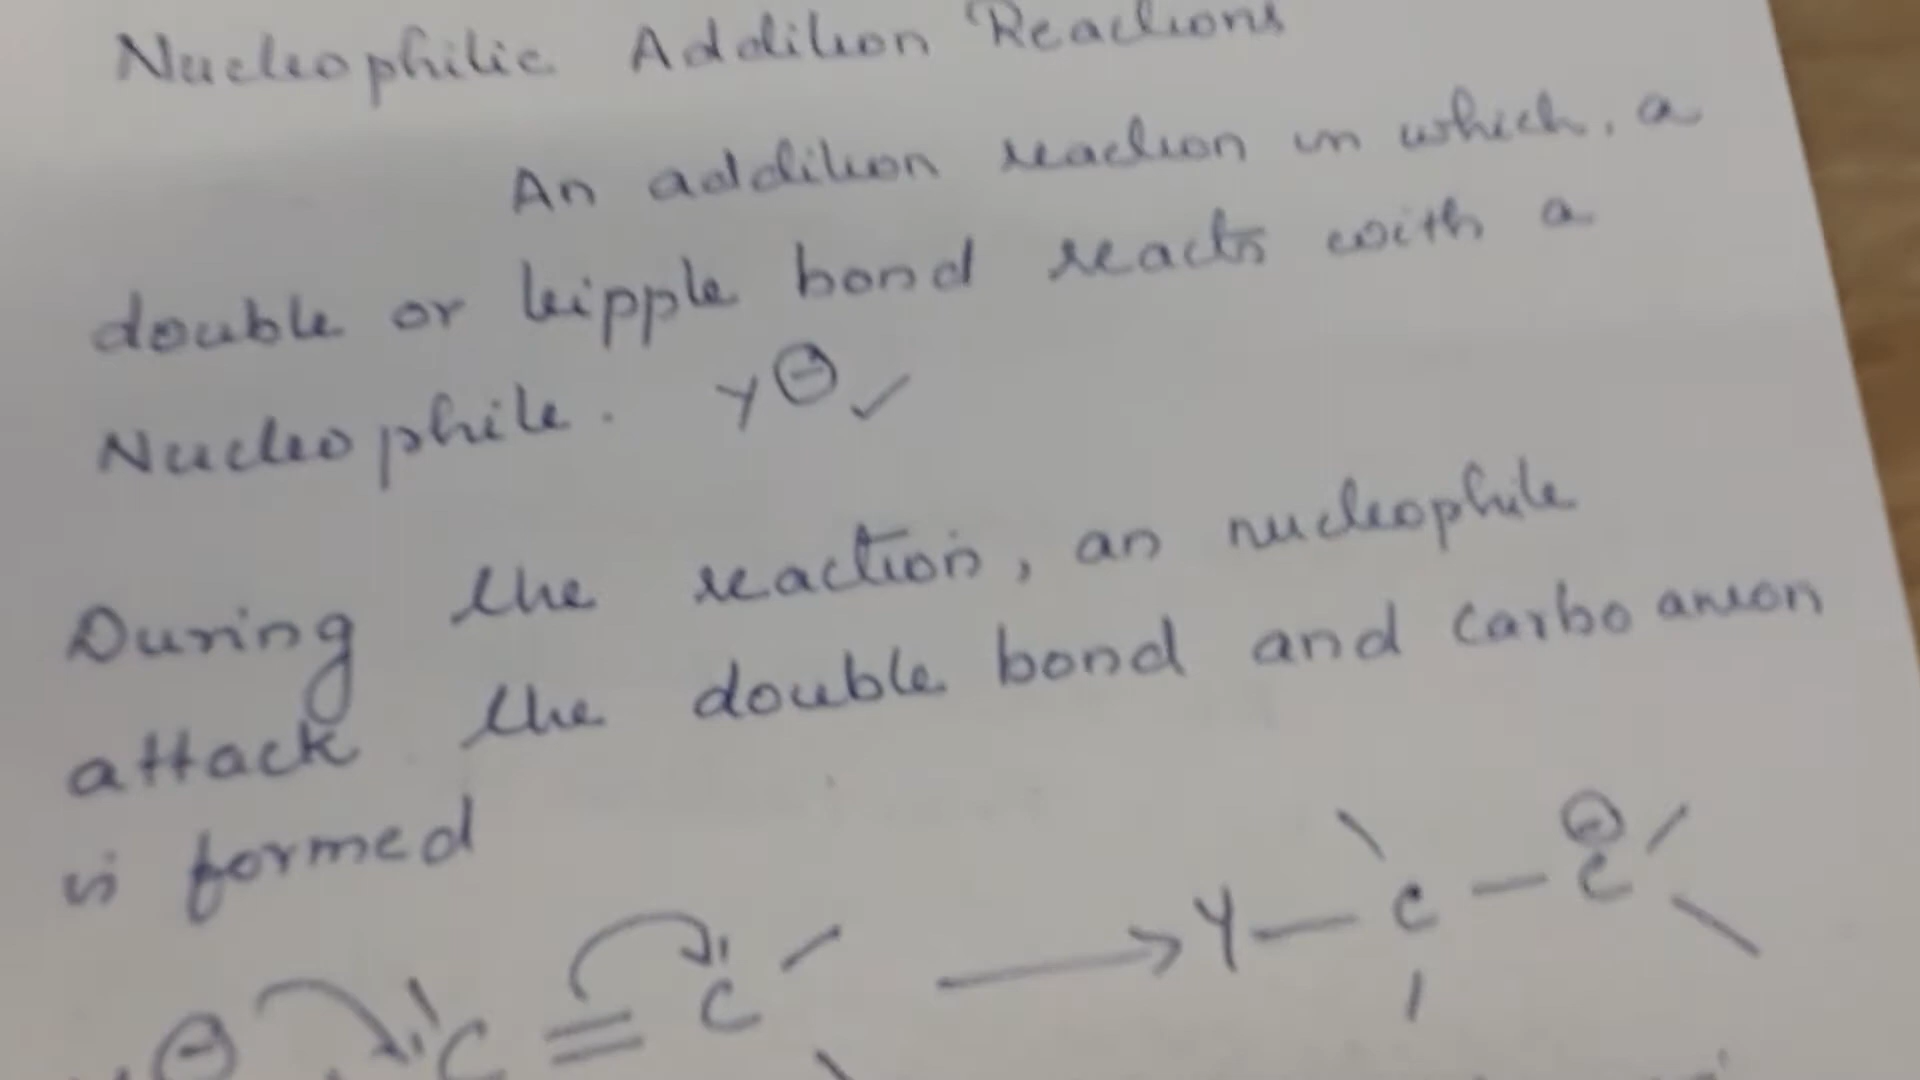 Nucleophilic Addition Reactions
An addition reaction in which, a
double or tripple bond reacts with a
Nucleophile. Y⊖✓
During the reaction, an nucleophile
attack the double bond and carbo anion
is formed
Y — C — C⊖
⊖ C = C →